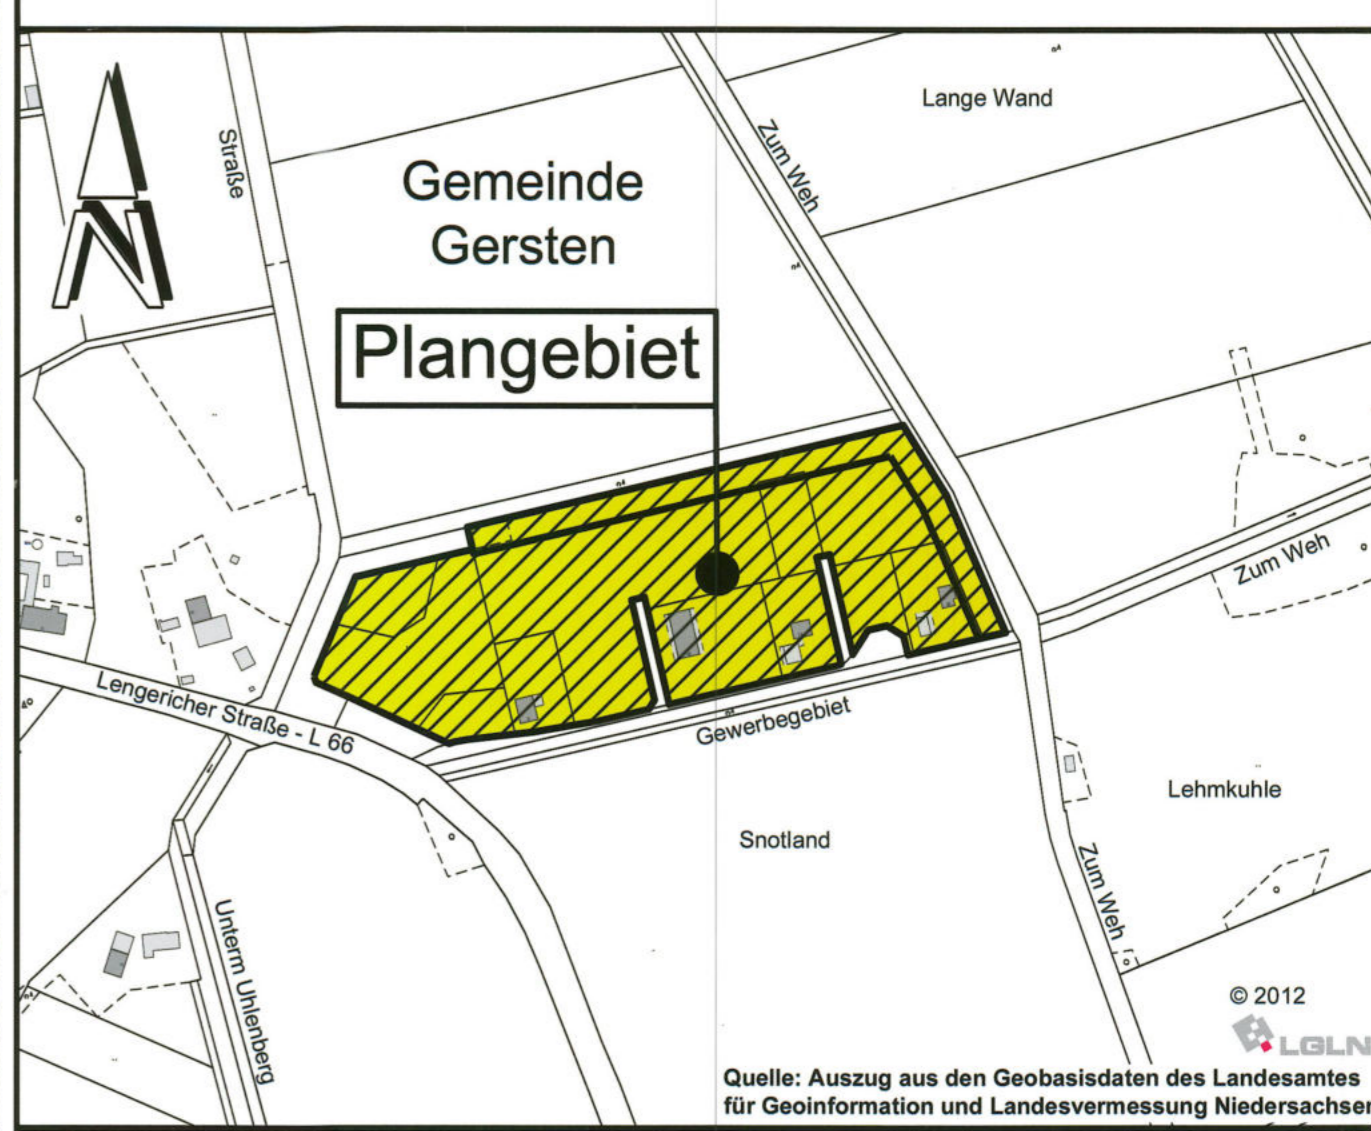 Lange Wand
Straße
Zum Weh
Gemeinde
Gersten
N
Plangebiet
Zum Weh
Lengericher Straße - L 66
Gewerbegebiet
Lehmkuhle
Snotland
Zum Weh
Unterm Uhlenberg
© 2012
LGLN
Quelle: Auszug aus den Geobasisdaten des Landesamtes
für Geoinformation und Landesvermessung Niedersachsen